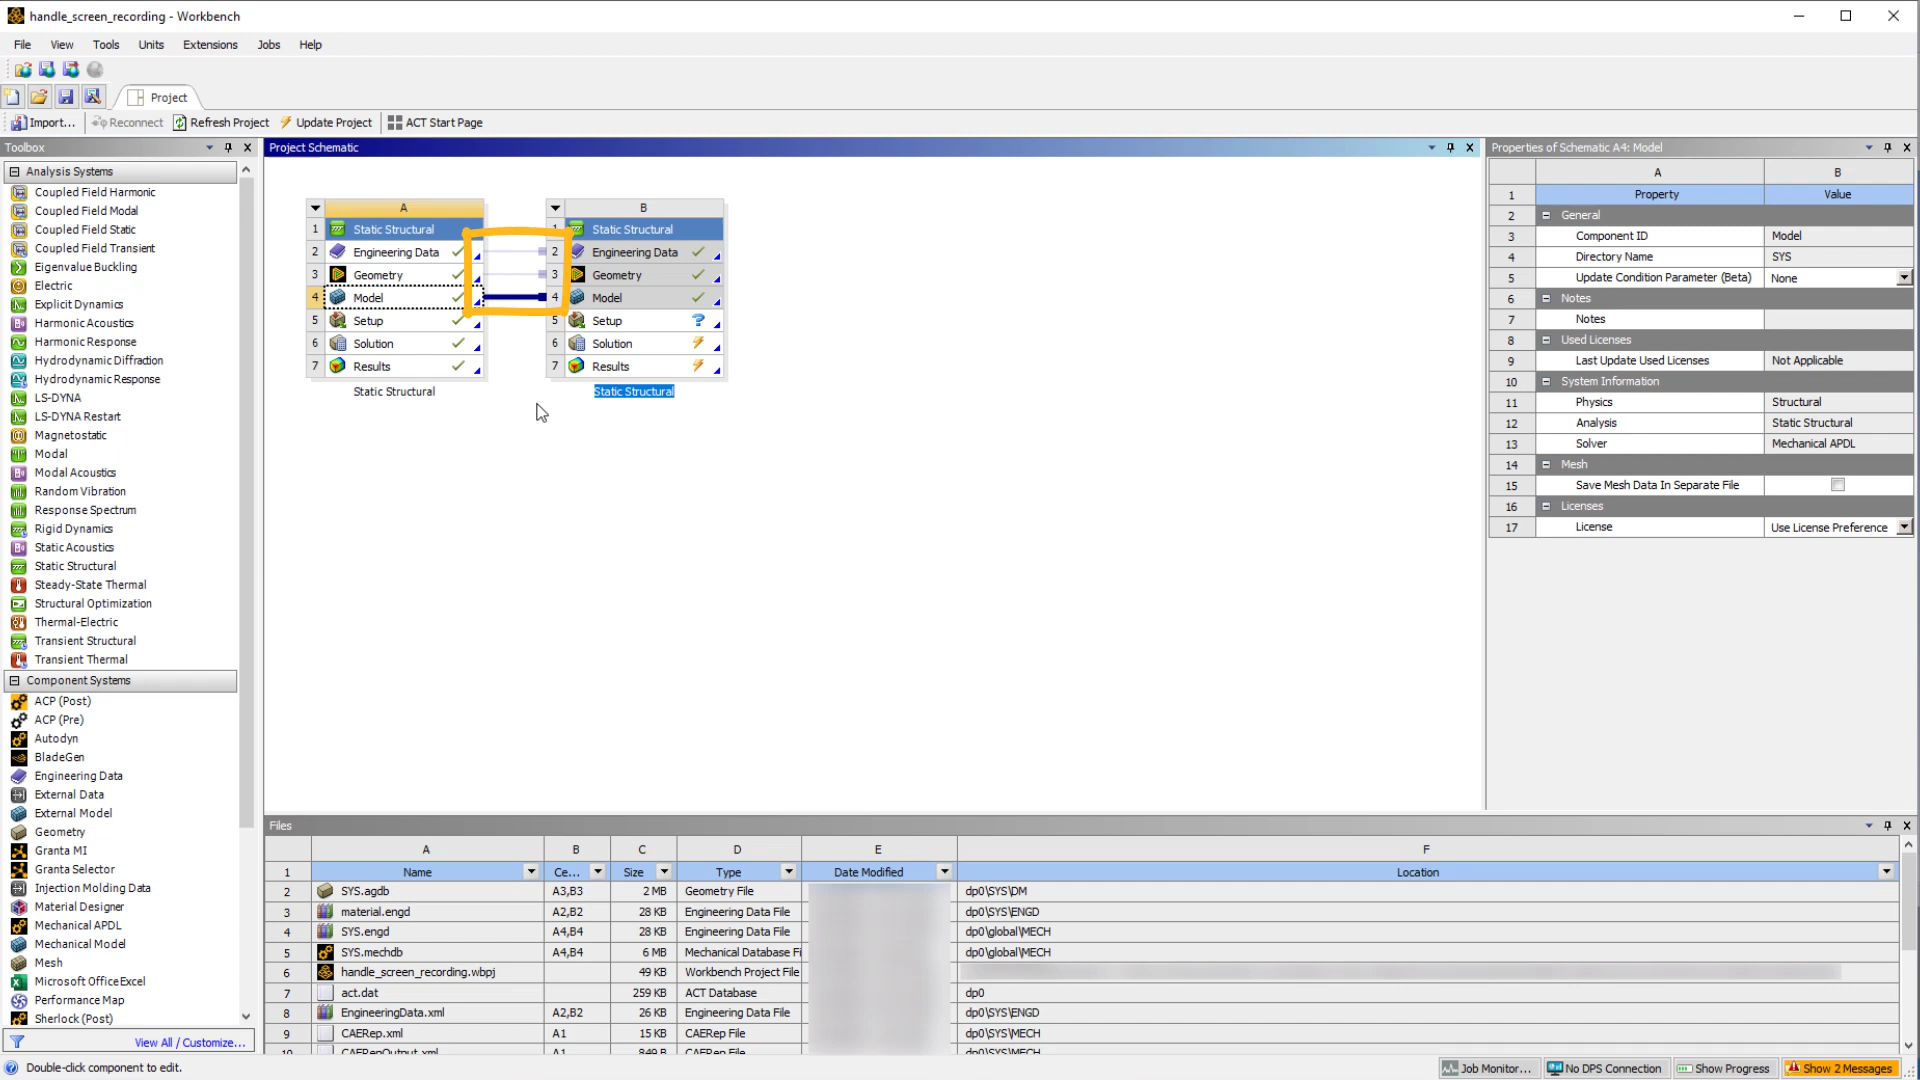 handle_screen_recording - Workbench
File View Tools Units Extensions Jobs Help
Project
Import... Reconnect Refresh Project Update Project ACT Start Page
Toolbox
Analysis Systems
Coupled Field Harmonic
Coupled Field Modal
Coupled Field Static
Coupled Field Transient
Eigenvalue Buckling
Electric
Explicit Dynamics
Harmonic Acoustics
Harmonic Response
Hydrodynamic Diffraction
Hydrodynamic Response
LS-DYNA
LS-DYNA Restart
Magnetostatic
Modal
Modal Acoustics
Random Vibration
Response Spectrum
Rigid Dynamics
Static Acoustics
Static Structural
Steady-State Thermal
Structural Optimization
Thermal-Electric
Transient Structural
Transient Thermal
Component Systems
ACP (Post)
ACP (Pre)
Autodyn
BladeGen
Engineering Data
External Data
External Model
Geometry
Granta MI
Granta Selector
Injection Molding Data
Material Designer
Mechanical APDL
Mechanical Model
Mesh
Microsoft Office Excel
Performance Map
Sherlock (Post)
View All / Customize...
Project Schematic
A
1 Static Structural
2 Engineering Data
3 Geometry
4 Model
5 Setup
6 Solution
7 Results
Static Structural
B
1 Static Structural
2 Engineering Data
3 Geometry
4 Model
5 Setup ?
6 Solution
7 Results
Static Structural
Properties of Schematic A4: Model
A B
1 Property Value
2 General
3 Component ID Model
4 Directory Name SYS
5 Update Condition Parameter (Beta) None
6 Notes
7 Notes
8 Used Licenses
9 Last Update Used Licenses Not Applicable
10 System Information
11 Physics Structural
12 Analysis Static Structural
13 Solver Mechanical APDL
14 Mesh
15 Save Mesh Data In Separate File
16 Licenses
17 License Use License Preference
Files
A B C D E F
1 Name Ce... Size Type Date Modified Location
2 SYS.agdb A3,B3 2 MB Geometry File dp0\SYS\DM
3 material.engd A2,B2 28 KB Engineering Data File dp0\SYS\ENGD
4 SYS.engd A4,B4 28 KB Engineering Data File dp0\global\MECH
5 SYS.mechdb A4,B4 6 MB Mechanical Database Fi dp0\global\MECH
6 handle_screen_recording.wbpj 49 KB Workbench Project File
7 act.dat 259 KB ACT Database dp0
8 EngineeringData.xml A2,B2 26 KB Engineering Data File dp0\SYS\ENGD
9 CAERep.xml A1 15 KB CAERep File dp0\SYS\MECH
10 CAERepOutput.xml A1 849 B CAERep File dp0\SYS\MECH
Double-click component to edit.
Job Monitor... No DPS Connection Show Progress Show 2 Messages